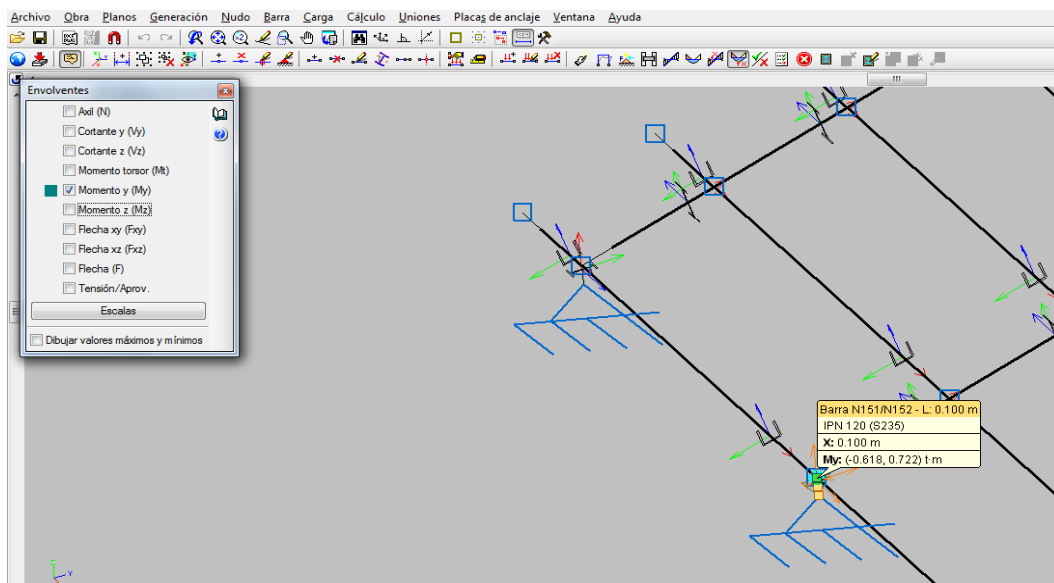 Archivo Obra Planos Generación Nudo Barra Carga Cálculo Uniones Placas de anclaje Ventana Ayuda
Envolventes
Axil (N)
Cortante y (Vy)
Cortante z (Vz)
Momento torsor (Mt)
Momento y (My)
Momento z (Mz)
Flecha xy (Fxy)
Flecha xz (Fxz)
Flecha (F)
Tensión/Aprov.
Escalas
Dibujar valores máximos y mínimos
Barra N151/N152 - L: 0.100 m
IPN 120 (S235)
X: 0.100 m
My: (-0.618, 0.722) t·m
Y